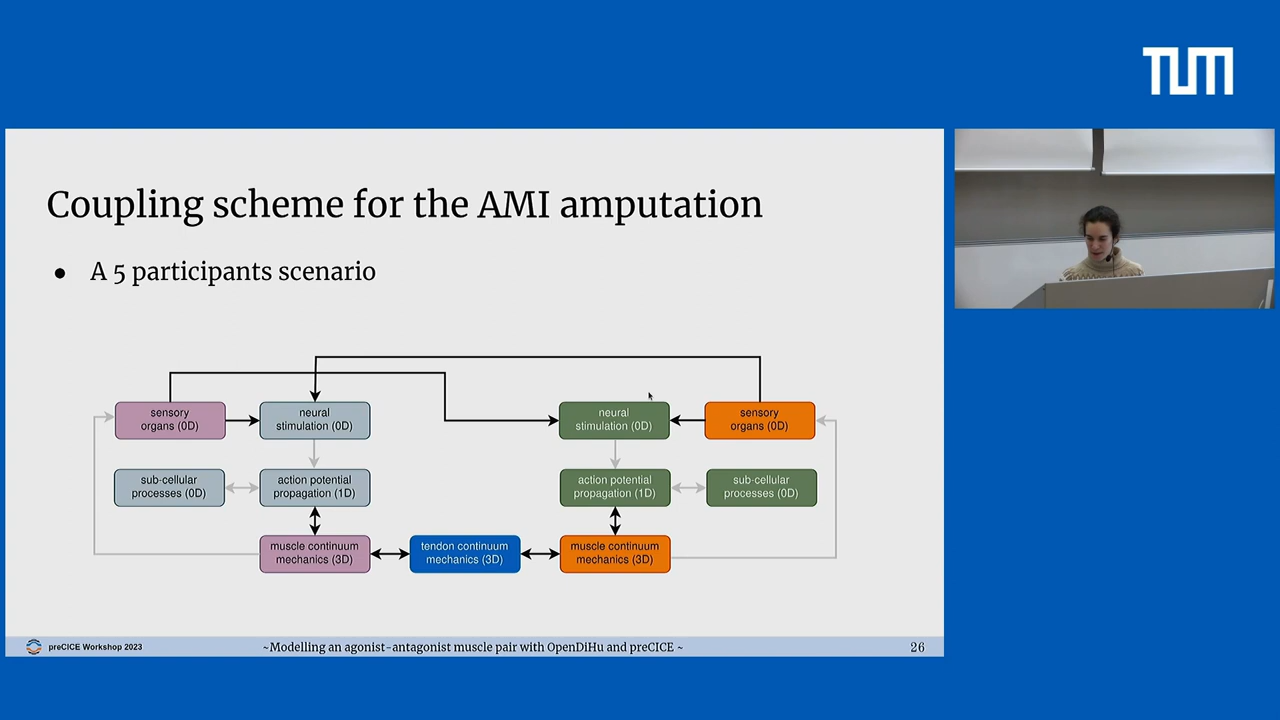 TUM
Coupling scheme for the AMI amputation
● A 5 participants scenario
sensory
organs (0D)
neural
stimulation (0D)
neural
stimulation (0D)
sensory
organs (0D)
sub-cellular
processes (0D)
action potential
propagation (1D)
action potential
propagation (1D)
sub-cellular
processes (0D)
muscle continuum
mechanics (3D)
tendon continuum
mechanics (3D)
muscle continuum
mechanics (3D)
preCICE Workshop 2023
~Modelling an agonist-antagonist muscle pair with OpenDiHu and preCICE ~
26